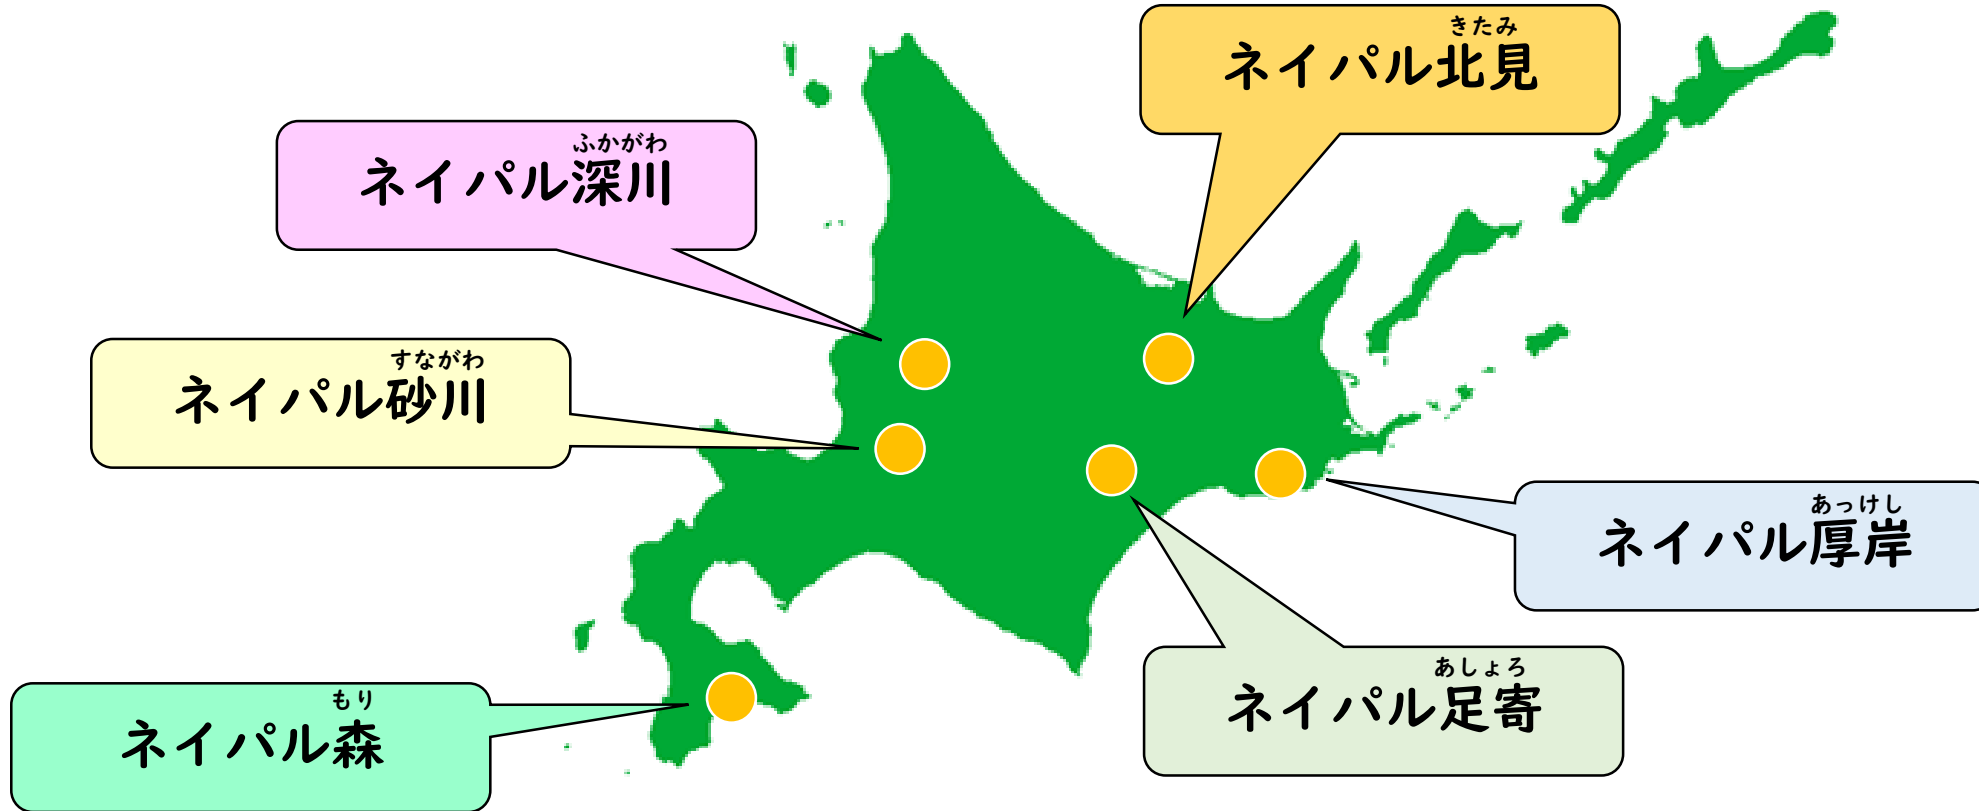 きたみ
ネイパル北見
ふかがわ
ネイパル深川
すながわ
ネイパル砂川
あっけし
ネイパル厚岸
あしょろ
ネイパル足寄
もり
ネイパル森